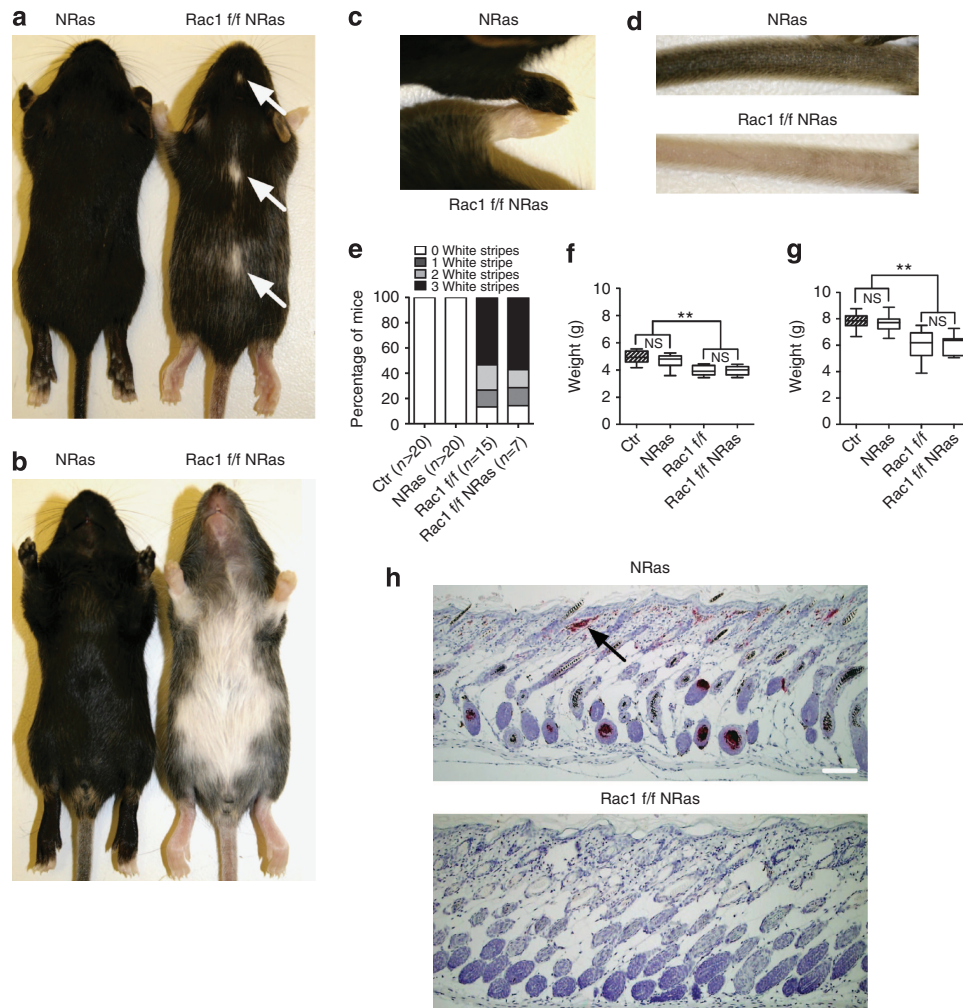 a
NRas Rac1 f/f NRas
b
NRas Rac1 f/f NRas
c
NRas
Rac1 f/f NRas
d
NRas
Rac1 f/f NRas
e
0 White stripes
1 White stripe
2 White stripes
3 White stripes
Percentage of mice
100
80
60
40
20
0
Ctr (n>20)
NRas (n>20)
Rac1 f/f (n=15)
Rac1 f/f NRas (n=7)
f
Weight (g)
10
8
6
4
2
0
**
NS
NS
Ctr
NRas
Rac1 f/f
Rac1 f/f NRas
g
Weight (g)
10
8
6
4
2
0
**
NS
NS
Ctr
NRas
Rac1 f/f
Rac1 f/f NRas
h
NRas
Rac1 f/f NRas